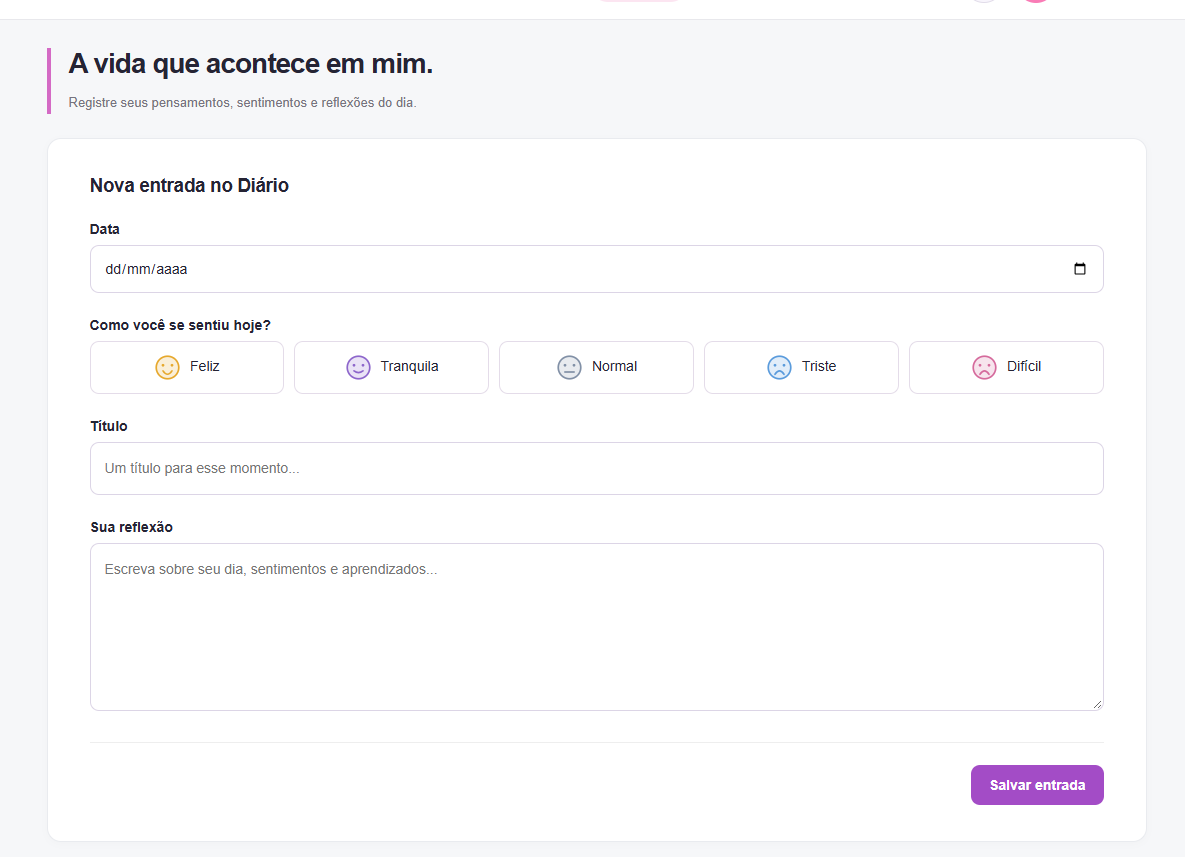 A vida que acontece em mim.
Registre seus pensamentos, sentimentos e reflexões do dia.
Nova entrada no Diário
Data
dd/mm/aaaa
Como você se sentiu hoje?
Feliz
Tranquila
Normal
Triste
Difícil
Título
Um título para esse momento...
Sua reflexão
Escreva sobre seu dia, sentimentos e aprendizados...
Salvar entrada